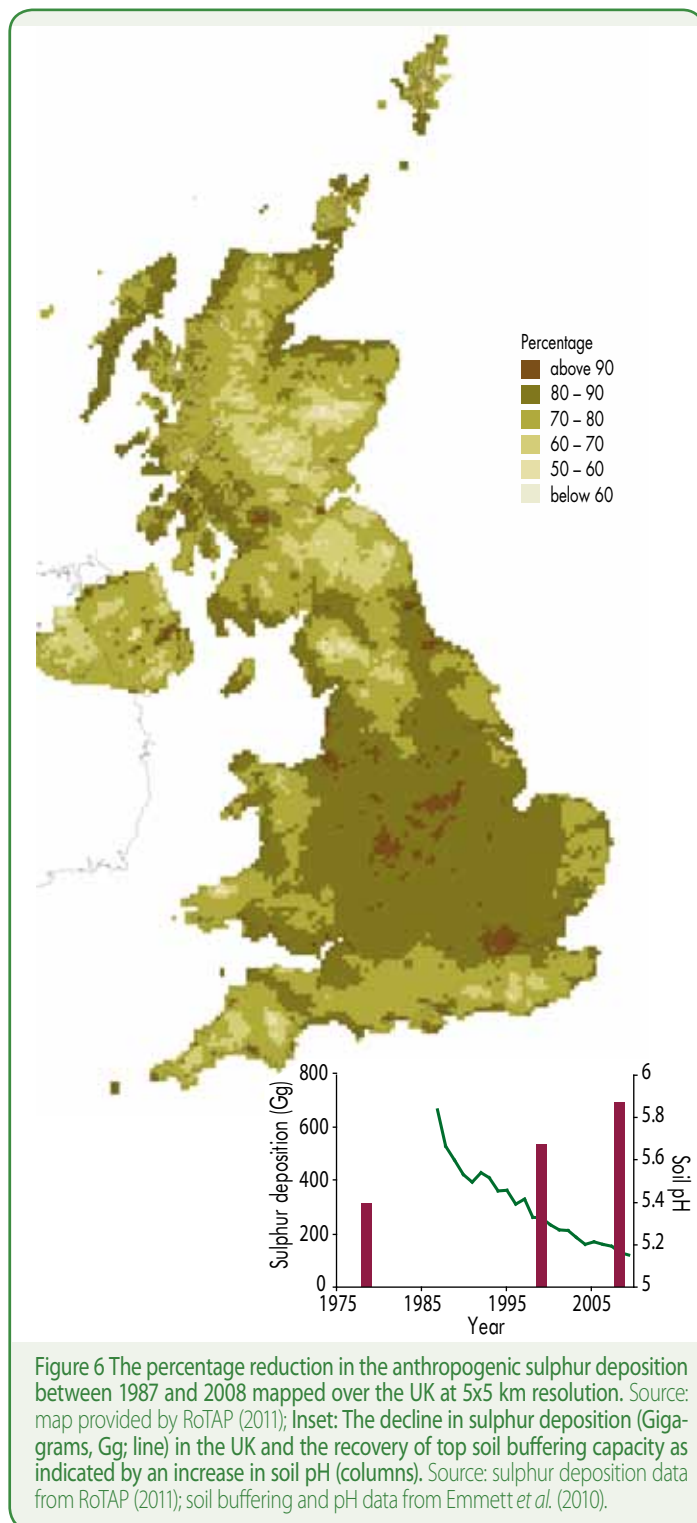 Percentage
above 90
80 – 90
70 – 80
60 – 70
50 – 60
below 60
800
600
400
200
0
Sulphur deposition (Gg)
6
5.8
5.6
5.4
5.2
5
Soil pH
1975
1985
1995
2005
Year
Figure 6 The percentage reduction in the anthropogenic sulphur deposition
between 1987 and 2008 mapped over the UK at 5x5 km resolution. Source:
map provided by RoTAP (2011); Inset: The decline in sulphur deposition (Giga-
grams, Gg; line) in the UK and the recovery of top soil buffering capacity as
indicated by an increase in soil pH (columns). Source: sulphur deposition data
from RoTAP (2011); soil buffering and pH data from Emmett et al. (2010).